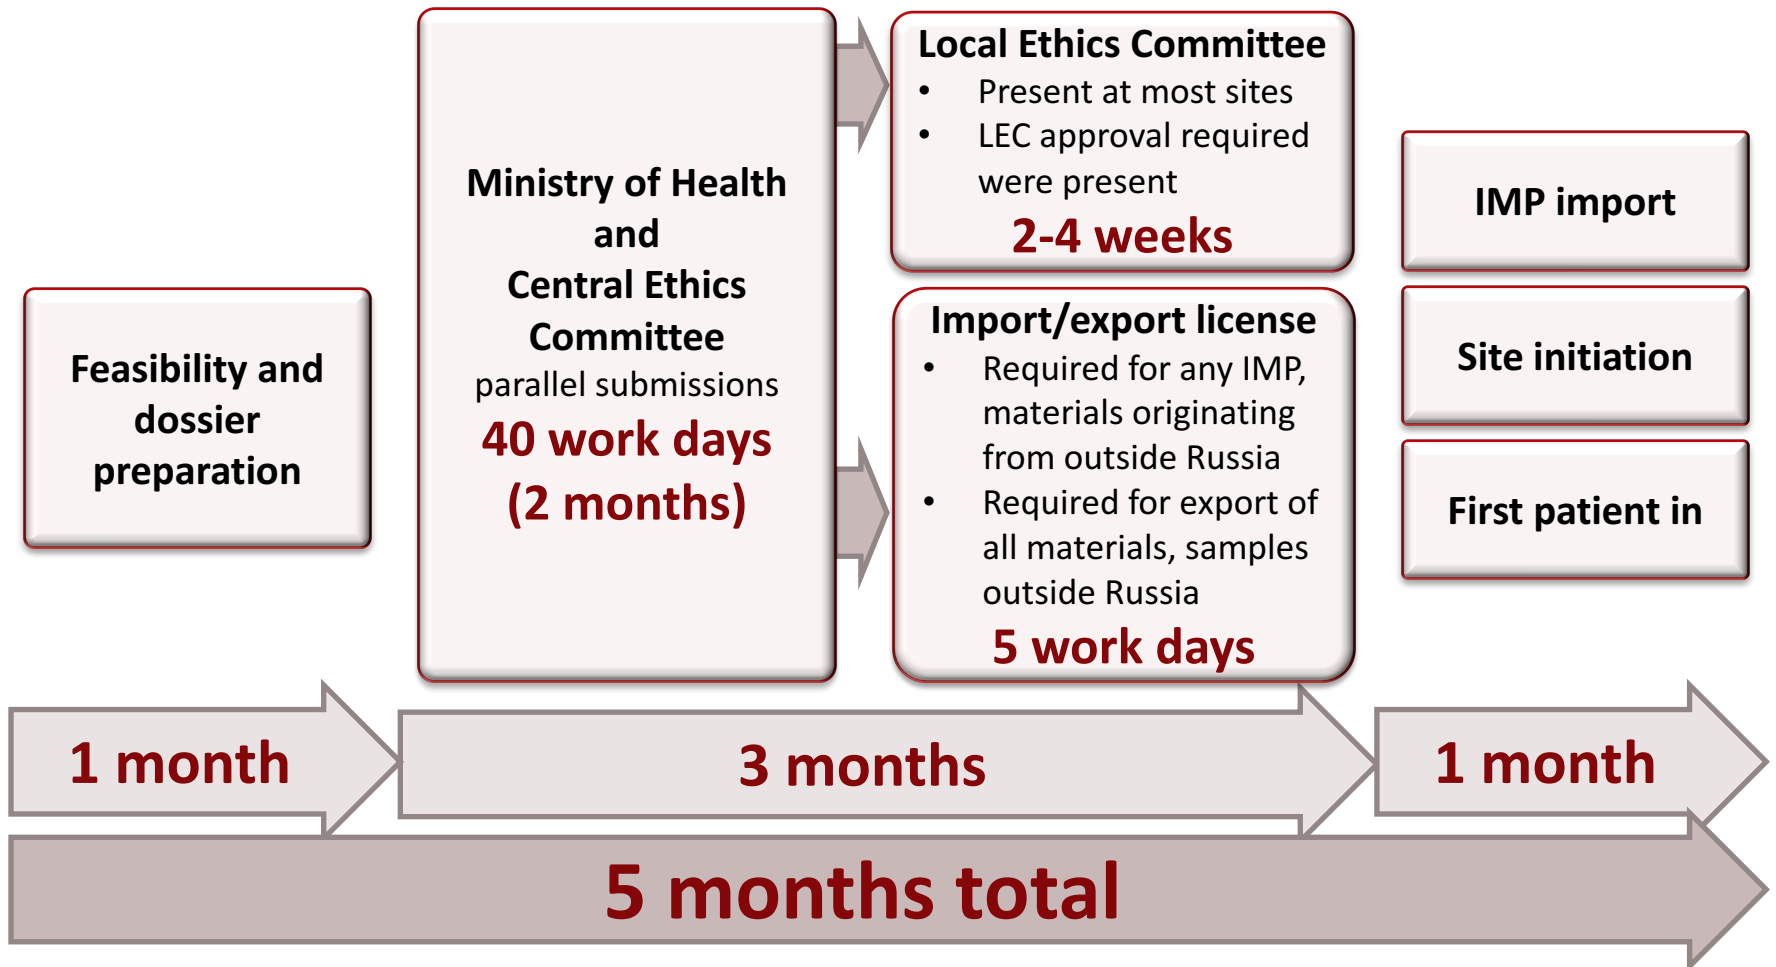 Feasibility and
dossier
preparation
Ministry of Health
and
Central Ethics
Committee
parallel submissions
40 work days
(2 months)
Local Ethics Committee
• Present at most sites
• LEC approval required
were present
2-4 weeks
Import/export license
• Required for any IMP,
materials originating
from outside Russia
• Required for export of
all materials, samples
outside Russia
5 work days
IMP import
Site initiation
First patient in
1 month
3 months
1 month
5 months total